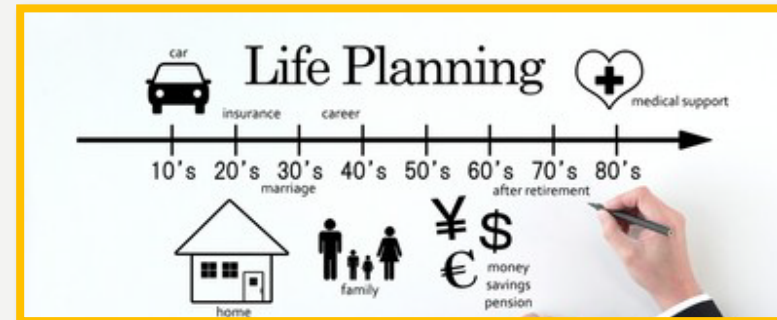 car
Life Planning
medical support
insurance career
10's 20's 30's 40's 50's 60's 70's 80's
marriage
after retirement
¥ $
€
money
savings
pension
family
home